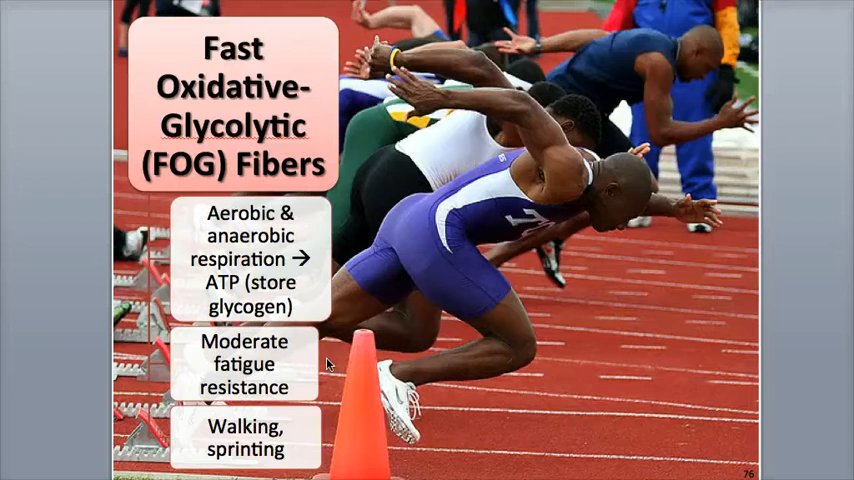 Fast
Oxidative-
Glycolytic
(FOG) Fibers
Aerobic &
anaerobic
respiration →
ATP (store
glycogen)
Moderate
fatigue
resistance
Walking,
sprinting
76